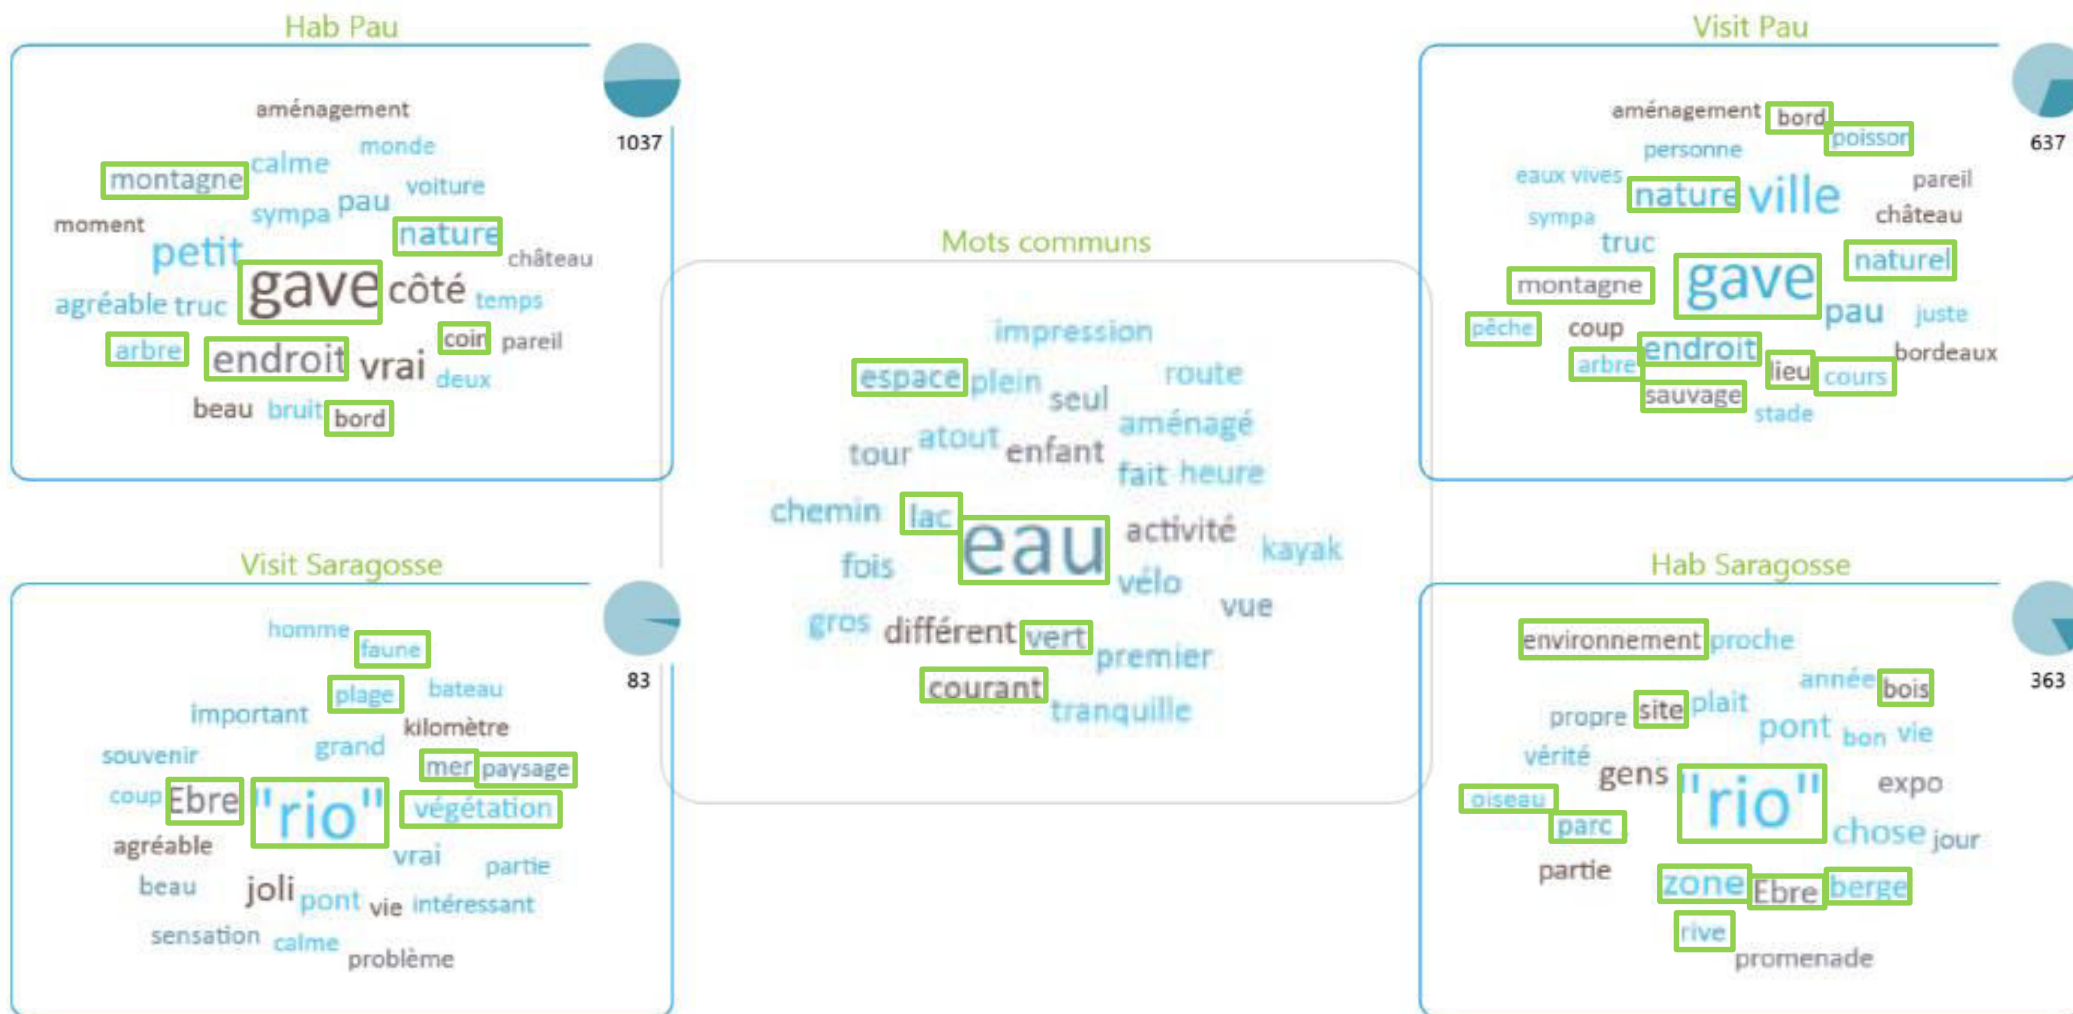 Hab Pau
1037
aménagement
monde
calme
montagne
voiture
pau
sympa
moment
nature
petit
château
gave côté
agréable truc
temps
coin pareil
arbre
endroit vrai
deux
beau bruit bord
Visit Pau
637
aménagement bord
poisson
personne
eaux vives
pareil
nature ville
sympa
château
truc
naturel
gave
montagne
pau juste
pêche
coup
endroit
bordeaux
arbre
lieu cours
sauvage
stade
Mots communs
impression
espace plein
route
seul
aménagé
atout
tour
enfant
fait heure
chemin lac
eau activité
kayak
fois
vélo
vue
gros différent vert
premier
courant
tranquille
Visit Saragosse
83
homme
faune
plage bateau
important
kilomètre
grand
souvenir
mer paysage
coup Ebre "rio" végétation
agréable
vrai
partie
beau
joli pont vie intéressant
sensation calme
problème
Hab Saragosse
363
environnement proche
année bois
propre site plait
pont bon vie
vérité
gens
"rio"
expo
oiseau
parc
chose jour
partie
zone Ebre berge
rive
promenade